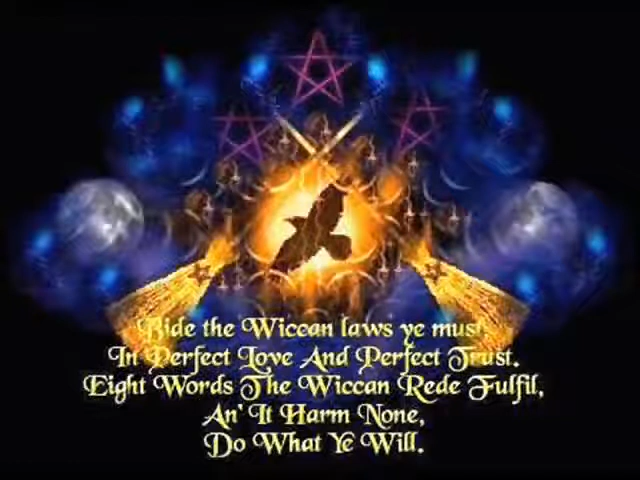 Bide the Wiccan laws ye must,
In Perfect Love And Perfect Trust.
Eight Words The Wiccan Rede Fulfil,
An' It Harm None,
Do What Ye Will.